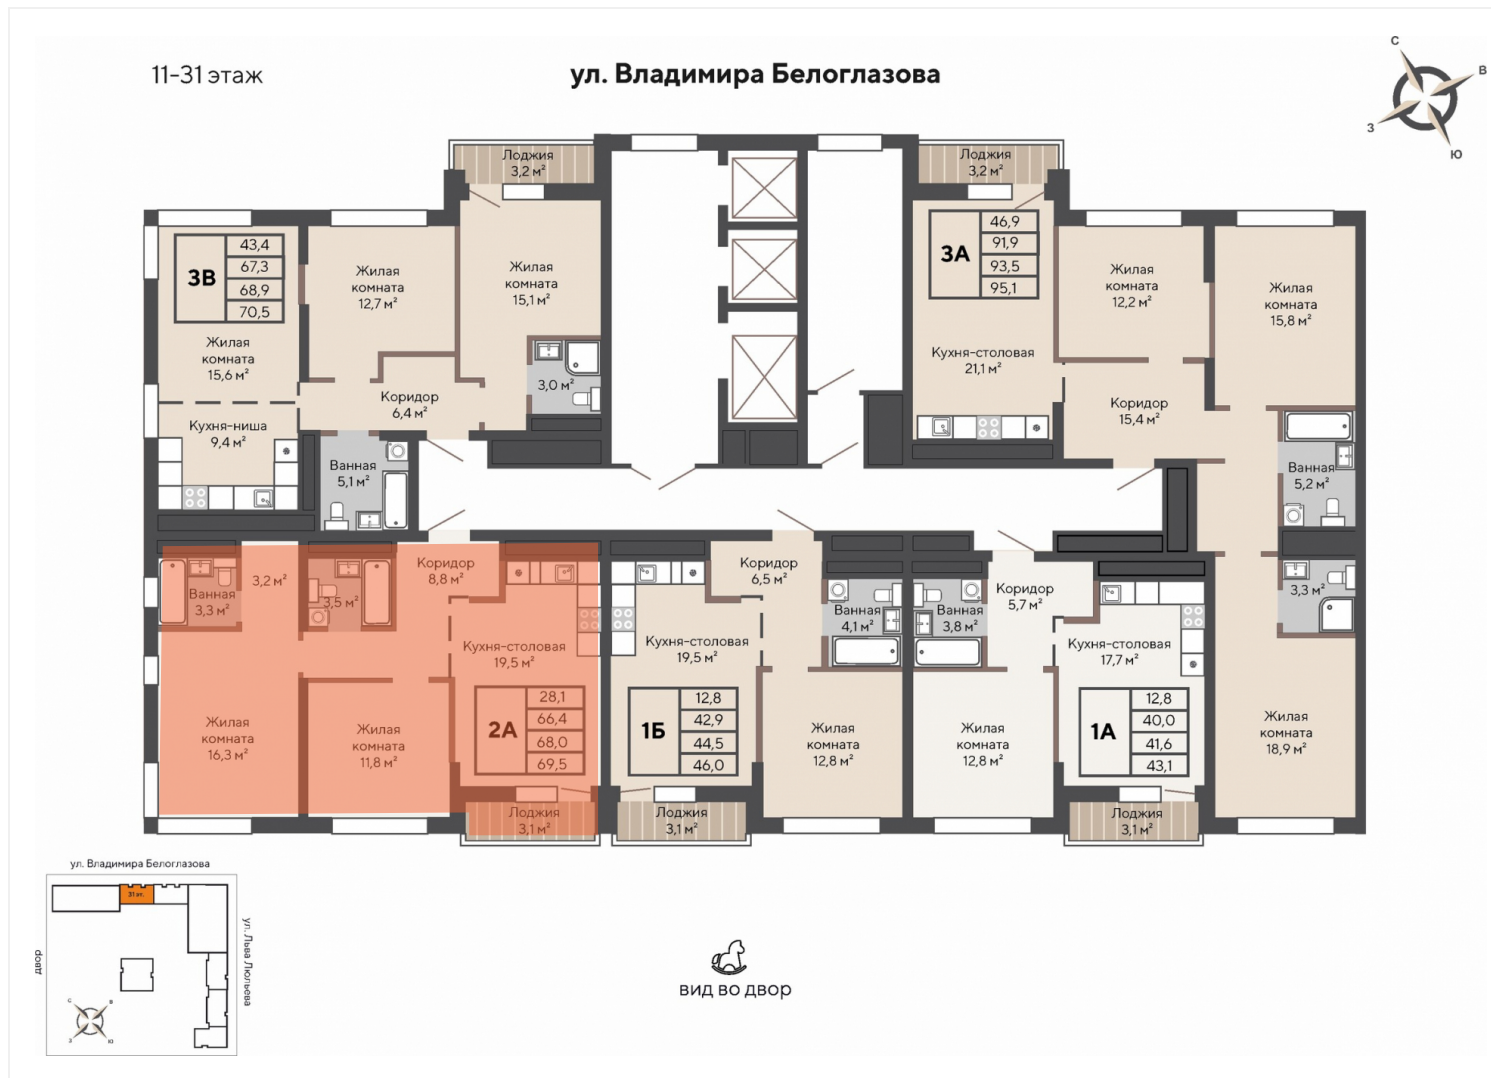 11-31 этаж
ул. Владимира Белоглазова
С
В
З
Ю
Лоджия
3,2 м²
Лоджия
3,2 м²
3В
43,4
67,3
68,9
70,5
Жилая
комната
12,7 м²
Жилая
комната
15,1 м²
3А
46,9
91,9
93,5
95,1
Жилая
комната
12,2 м²
Жилая
комната
15,8 м²
Жилая
комната
15,6 м²
3,0 м²
Кухня-столовая
21,1 м²
Коридор
6,4 м²
Коридор
15,4 м²
Кухня-ниша
9,4 м²
Ванная
5,1 м²
Ванная
5,2 м²
Ванная
3,3 м²
3,2 м²
3,5 м²
Коридор
8,8 м²
Коридор
6,5 м²
Ванная
4,1 м²
Ванная
3,8 м²
Коридор
5,7 м²
3,3 м²
Кухня-столовая
19,5 м²
Кухня-столовая
19,5 м²
Кухня-столовая
17,7 м²
Жилая
комната
16,3 м²
Жилая
комната
11,8 м²
2А
28,1
66,4
68,0
69,5
1Б
12,8
42,9
44,5
46,0
Жилая
комната
12,8 м²
Жилая
комната
12,8 м²
1А
12,8
40,0
41,6
43,1
Жилая
комната
18,9 м²
Лоджия
3,1 м²
Лоджия
3,1 м²
Лоджия
3,1 м²
ул. Владимира Белоглазова
31 эт.
двор
ул. Льва Люльева
С
В
З
Ю
вид во двор